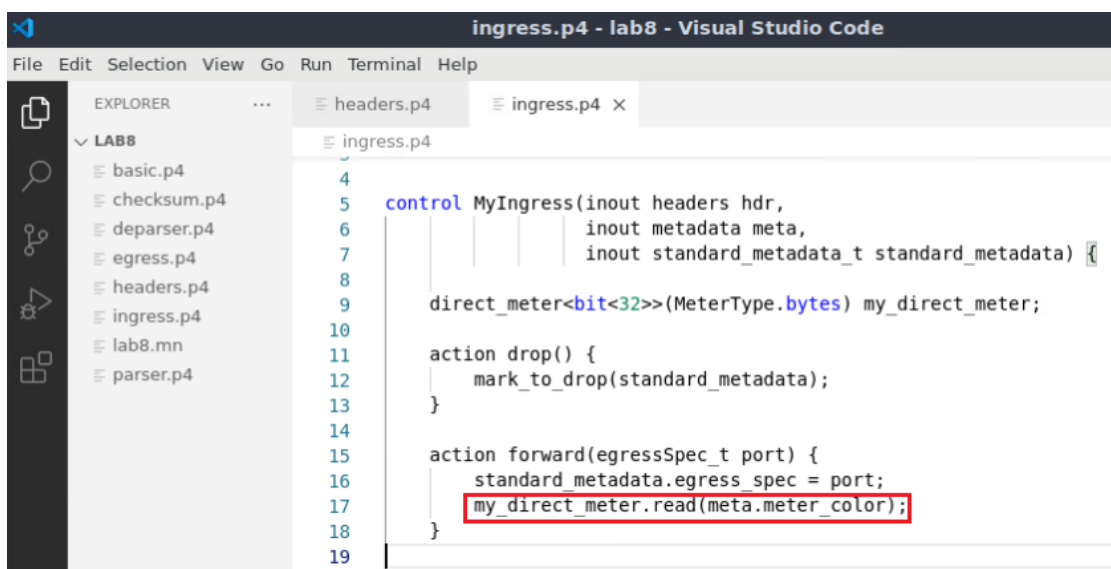 ingress.p4 - lab8 - Visual Studio Code
File Edit Selection View Go Run Terminal Help
EXPLORER ...
LAB8
basic.p4
checksum.p4
deparser.p4
egress.p4
headers.p4
ingress.p4
lab8.mn
parser.p4
headers.p4 ingress.p4 ×
ingress.p4
4
5 control MyIngress(inout headers hdr,
6 inout metadata meta,
7 inout standard_metadata_t standard_metadata) {
8
9 direct_meter<bit<32>>(MeterType.bytes) my_direct_meter;
10
11 action drop() {
12 mark_to_drop(standard_metadata);
13 }
14
15 action forward(egressSpec_t port) {
16 standard_metadata.egress_spec = port;
17 my_direct_meter.read(meta.meter_color);
18 }
19